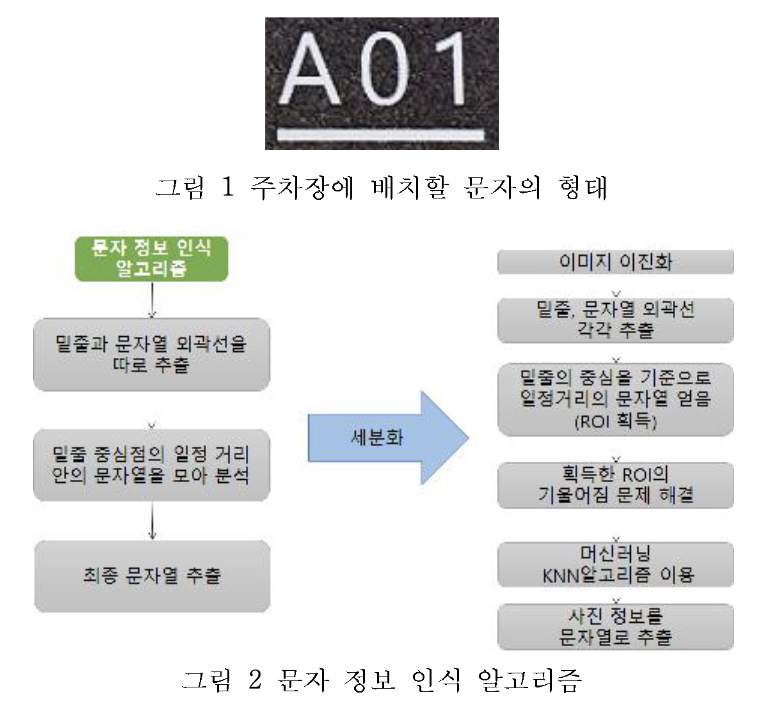 A01
그림 1 주차장에 배치할 문자의 형태
문자 정보 인식
알고리즘
밑줄과 문자열 외곽선을
따로 추출
밑줄 중심점의 일정 거리
안의 문자열을 모아 분석
최종 문자열 추출
세분화
이미지 이진화
밑줄, 문자열 외곽선
각각 추출
밑줄의 중심을 기준으로
일정거리의 문자열 얻음
(ROI 획득)
획득한 ROI의
기울어짐 문제 해결
머신러닝
KNN알고리즘 이용
사진 정보를
문자열로 추출
그림 2 문자 정보 인식 알고리즘